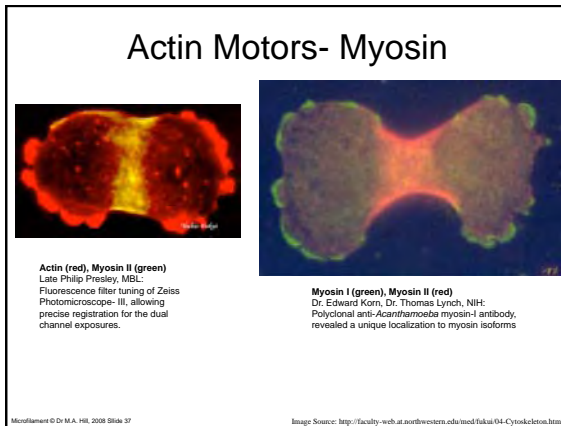 Actin Motors- Myosin
Actin (red), Myosin II (green)
Late Philip Presley, MBL:
Fluorescence filter tuning of Zeiss
Photomicroscope- III, allowing
precise registration for the dual
channel exposures.
Myosin I (green), Myosin II (red)
Dr. Edward Korn, Dr. Thomas Lynch, NIH:
Polyclonal anti-Acanthamoeba myosin-I antibody,
revealed a unique localization to myosin isoforms
Microfilament © Dr M.A. Hill, 2008 Slide 37
Image Source: http://faculty-web.at.northwestern.edu/med/fukui/04-Cytoskeleton.htm